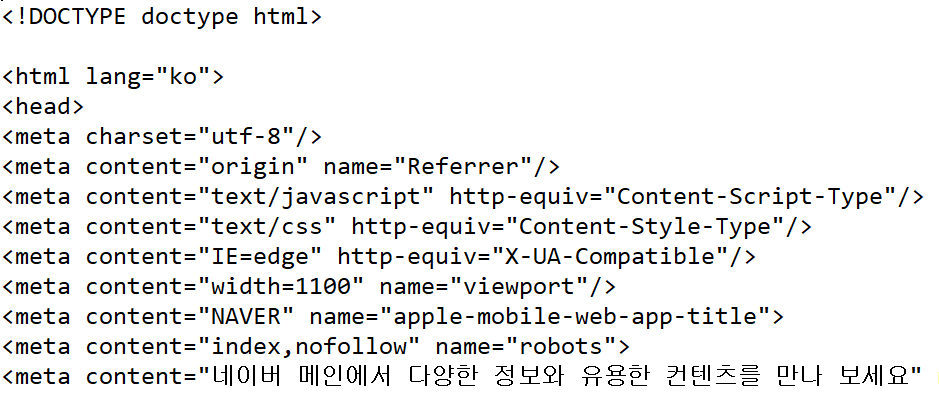 <!DOCTYPE doctype html>
<html lang="ko">
<head>
<meta charset="utf-8"/>
<meta content="origin" name="Referrer"/>
<meta content="text/javascript" http-equiv="Content-Script-Type"/>
<meta content="text/css" http-equiv="Content-Style-Type"/>
<meta content="IE=edge" http-equiv="X-UA-Compatible"/>
<meta content="width=1100" name="viewport"/>
<meta content="NAVER" name="apple-mobile-web-app-title">
<meta content="index,nofollow" name="robots">
<meta content="네이버 메인에서 다양한 정보와 유용한 컨텐츠를 만나 보세요"